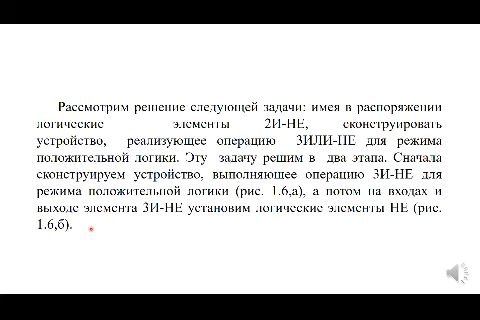 Рассмотрим решение следующей задачи: имея в распоряжении
логические элементы 2И-НЕ, сконструировать
устройство, реализующее операцию 3ИЛИ-НЕ для режима
положительной логики. Эту задачу решим в два этапа. Сначала
сконструируем устройство, выполняющее операцию 3И-НЕ для
режима положительной логики (рис. 1.6,а), а потом на входах и
выходе элемента 3И-НЕ установим логические элементы НЕ (рис.
1.6,б).